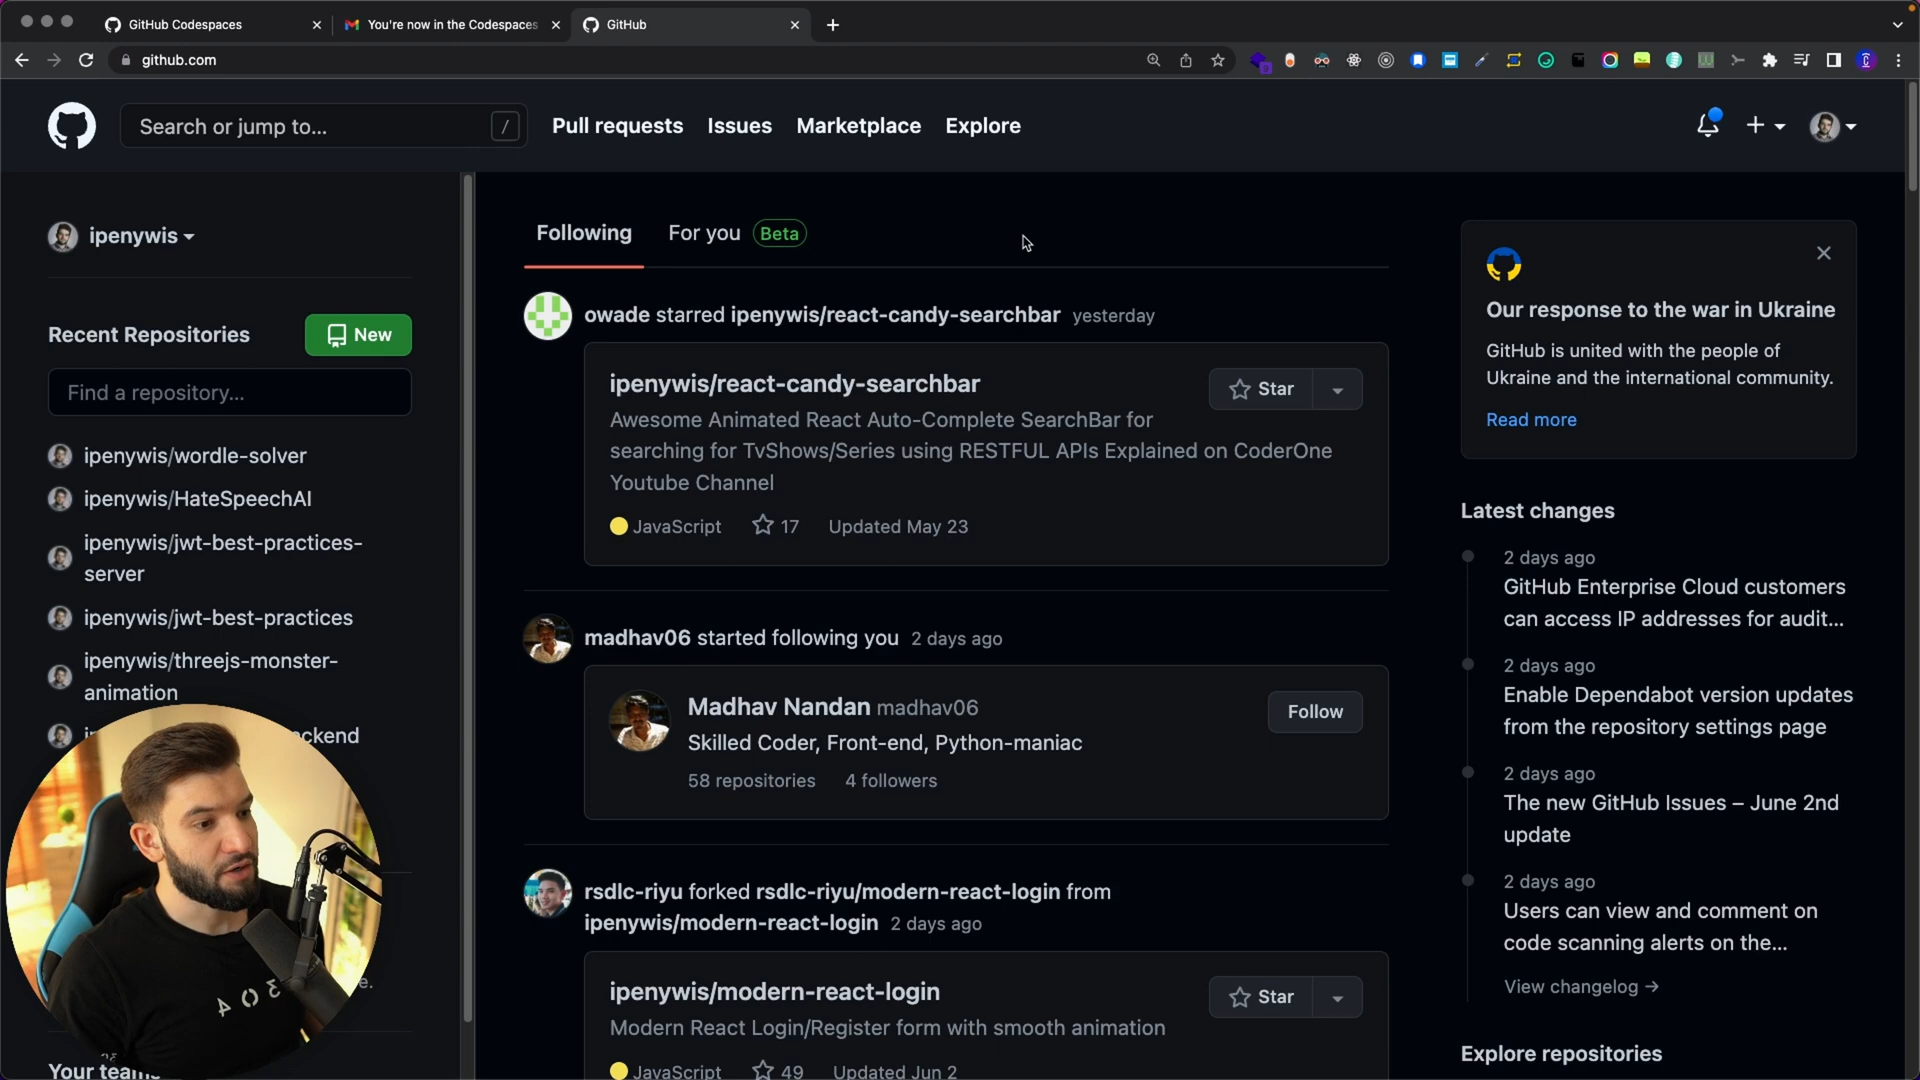 GitHub Codespaces
You're now in the Codespaces
GitHub
github.com
Search or jump to...
/
Pull requests
Issues
Marketplace
Explore
ipenywis
Recent Repositories
New
Find a repository...
ipenywis/wordle-solver
ipenywis/HateSpeechAI
ipenywis/jwt-best-practices-
server
ipenywis/jwt-best-practices
ipenywis/threejs-monster-
animation
ckend
Your teams
Following
For you
Beta
owade starred ipenywis/react-candy-searchbar yesterday
ipenywis/react-candy-searchbar
Star
Awesome Animated React Auto-Complete SearchBar for
searching for TvShows/Series using RESTFUL APIs Explained on CoderOne
Youtube Channel
JavaScript
17
Updated May 23
madhav06 started following you 2 days ago
Madhav Nandan madhav06
Follow
Skilled Coder, Front-end, Python-maniac
58 repositories
4 followers
rsdlc-riyu forked rsdlc-riyu/modern-react-login from
ipenywis/modern-react-login 2 days ago
ipenywis/modern-react-login
Star
Modern React Login/Register form with smooth animation
JavaScript
49
Updated Jun 2
Our response to the war in Ukraine
GitHub is united with the people of
Ukraine and the international community.
Read more
Latest changes
2 days ago
GitHub Enterprise Cloud customers
can access IP addresses for audit...
2 days ago
Enable Dependabot version updates
from the repository settings page
2 days ago
The new GitHub Issues – June 2nd
update
2 days ago
Users can view and comment on
code scanning alerts on the...
View changelog →
Explore repositories